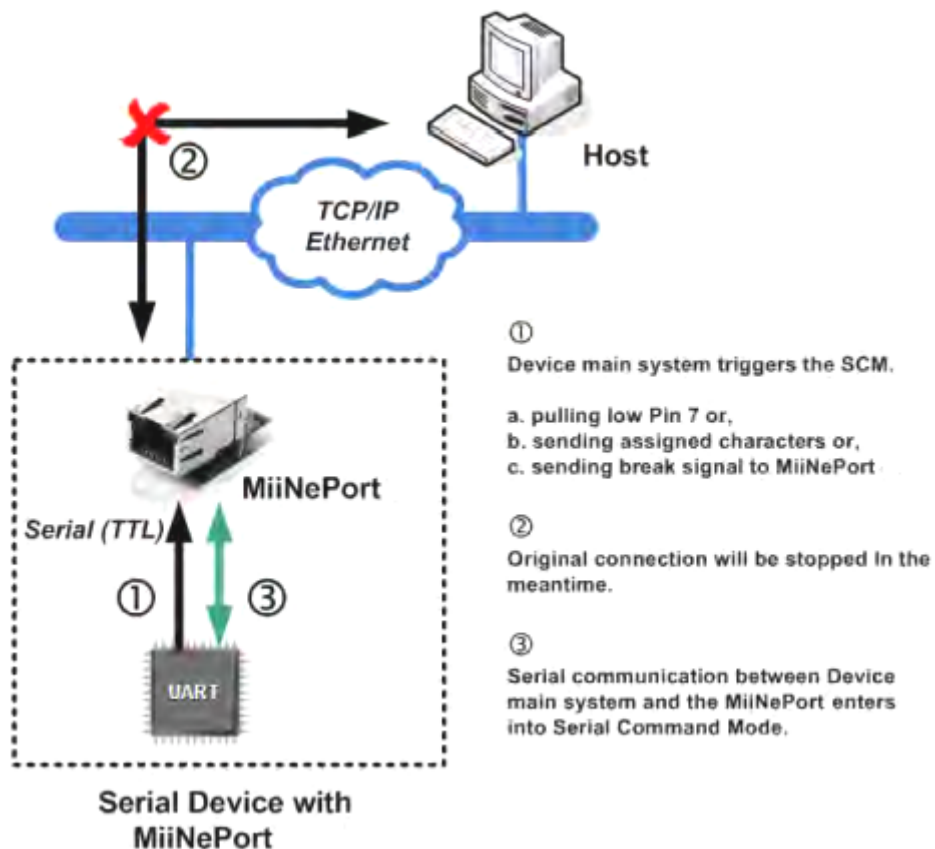 ②
Host
TCP/IP
Ethernet
①
Device main system triggers the SCM.
a. pulling low Pin 7 or,
b. sending assigned characters or,
c. sending break signal to MiiNePort
MiiNePort
Serial (TTL)
②
Original connection will be stopped In the
meantime.
①
③
③
Serial communication between Device
main system and the MiiNePort enters
into Serial Command Mode.
UART
Serial Device with
MiiNePort